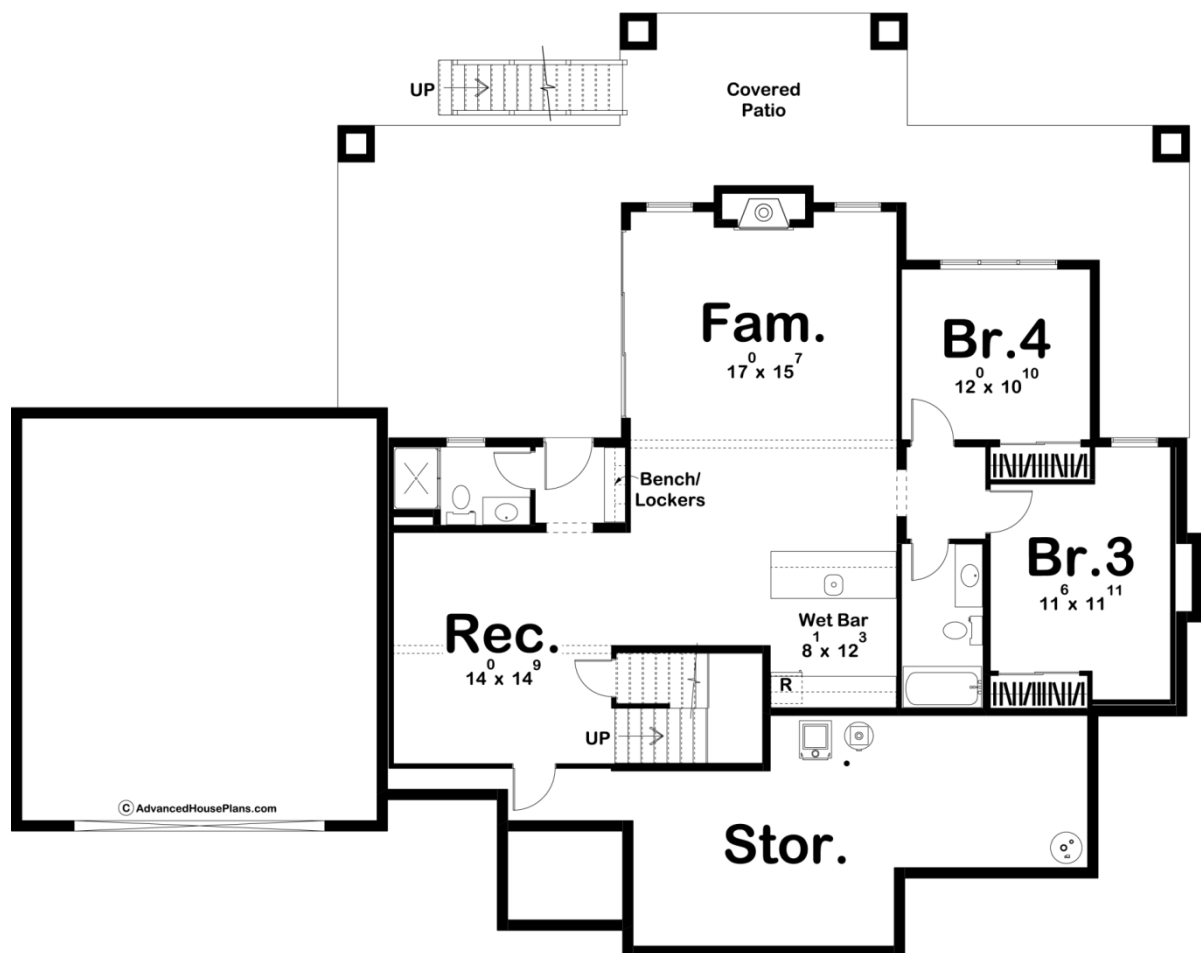 UP
Covered
Patio
Fam.
17⁰ x 15⁷
Br.4
12⁰ x 10¹⁰
Bench/
Lockers
Br.3
11⁶ x 11¹¹
Rec.
14⁰ x 14⁹
Wet Bar
8¹ x 12³
R
UP
© AdvancedHousePlans.com
Stor.